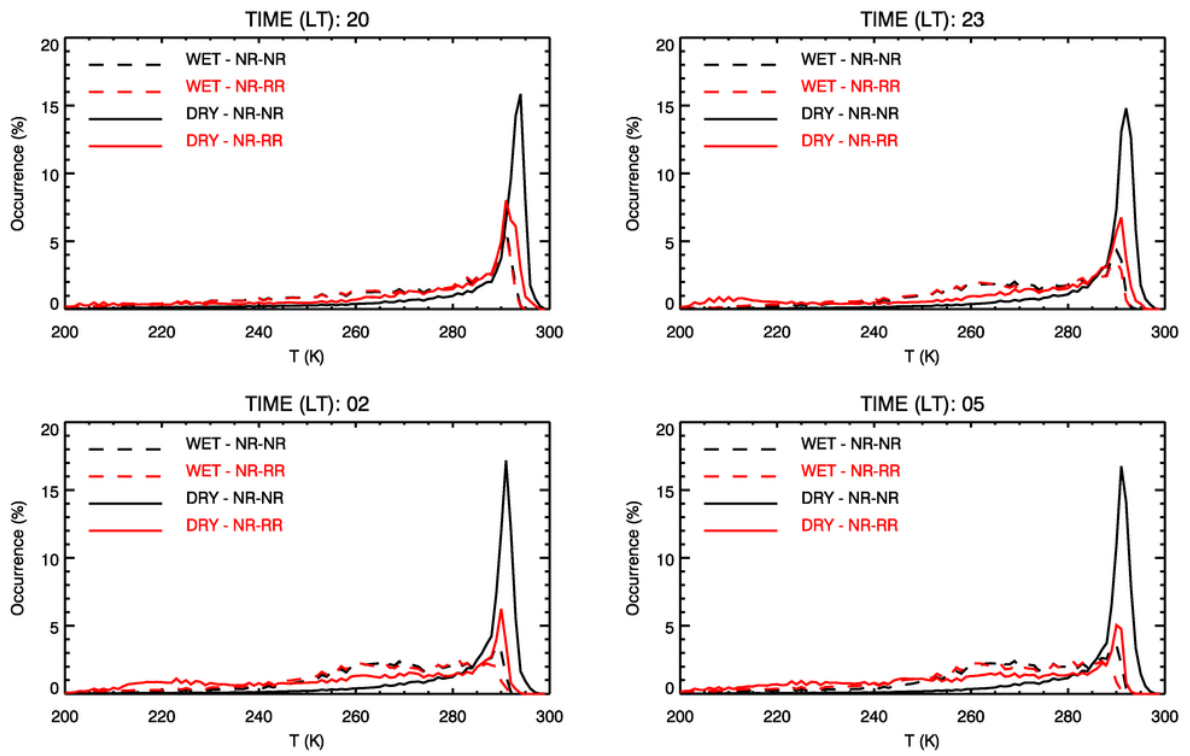 TIME (LT): 20
20
15
10
5
0
Occurrence (%)
WET - NR-NR
WET - NR-RR
DRY - NR-NR
DRY - NR-RR
200 220 240 260 280 300
T (K)
TIME (LT): 23
20
15
10
5
0
Occurrence (%)
WET - NR-NR
WET - NR-RR
DRY - NR-NR
DRY - NR-RR
200 220 240 260 280 300
T (K)
TIME (LT): 02
20
15
10
5
0
Occurrence (%)
WET - NR-NR
WET - NR-RR
DRY - NR-NR
DRY - NR-RR
200 220 240 260 280 300
T (K)
TIME (LT): 05
20
15
10
5
0
Occurrence (%)
WET - NR-NR
WET - NR-RR
DRY - NR-NR
DRY - NR-RR
200 220 240 260 280 300
T (K)